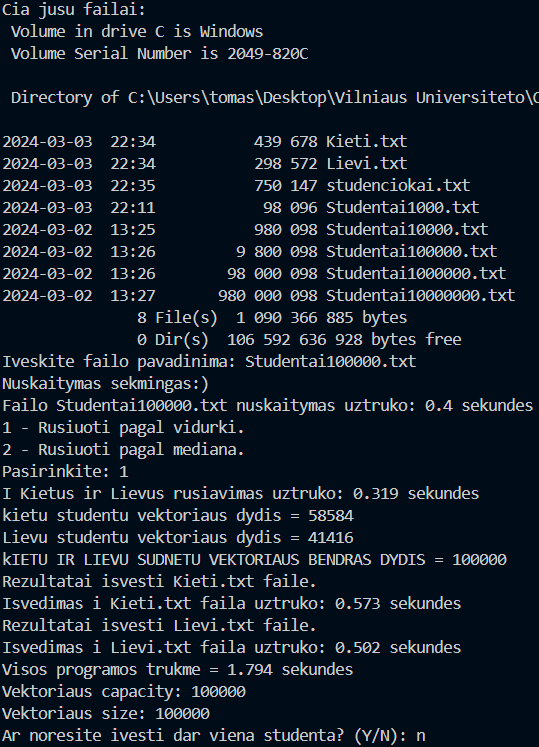 Cia jusu failai:
Volume in drive C is Windows
Volume Serial Number is 2049-820C
Directory of C:\Users\tomas\Desktop\Vilniaus Universiteto\
2024-03-03  22:34           439 678 Kieti.txt
2024-03-03  22:34           298 572 Lievi.txt
2024-03-03  22:35           750 147 studenciokai.txt
2024-03-03  22:11            98 096 Studentai1000.txt
2024-03-02  13:25           980 098 Studentai10000.txt
2024-03-02  13:26         9 800 098 Studentai100000.txt
2024-03-02  13:26        98 000 098 Studentai1000000.txt
2024-03-02  13:27       980 000 098 Studentai10000000.txt
8 File(s)  1 090 366 885 bytes
0 Dir(s)  106 592 636 928 bytes free
Iveskite failo pavadinima: Studentai100000.txt
Nuskaitymas sekmingas:)
Failo Studentai100000.txt nuskaitymas uztruko: 0.4 sekundes
1 - Rusiuoti pagal vidurki.
2 - Rusiuoti pagal mediana.
Pasirinkite: 1
I Kietus ir Lievus rusiavimas uztruko: 0.319 sekundes
kietu studentu vektoriaus dydis = 58584
Lievu studentu vektoriaus dydis = 41416
kIETU IR LIEVU SUDNETU VEKTORIAUS BENDRAS DYDIS = 100000
Rezultatai isvesti Kieti.txt faile.
Isvedimas i Kieti.txt faila uztruko: 0.573 sekundes
Rezultatai isvesti Lievi.txt faile.
Isvedimas i Lievi.txt faila uztruko: 0.502 sekundes
Visos programos trukme = 1.794 sekundes
Vektoriaus capacity: 100000
Vektoriaus size: 100000
Ar noresite ivesti dar viena studenta? (Y/N): n